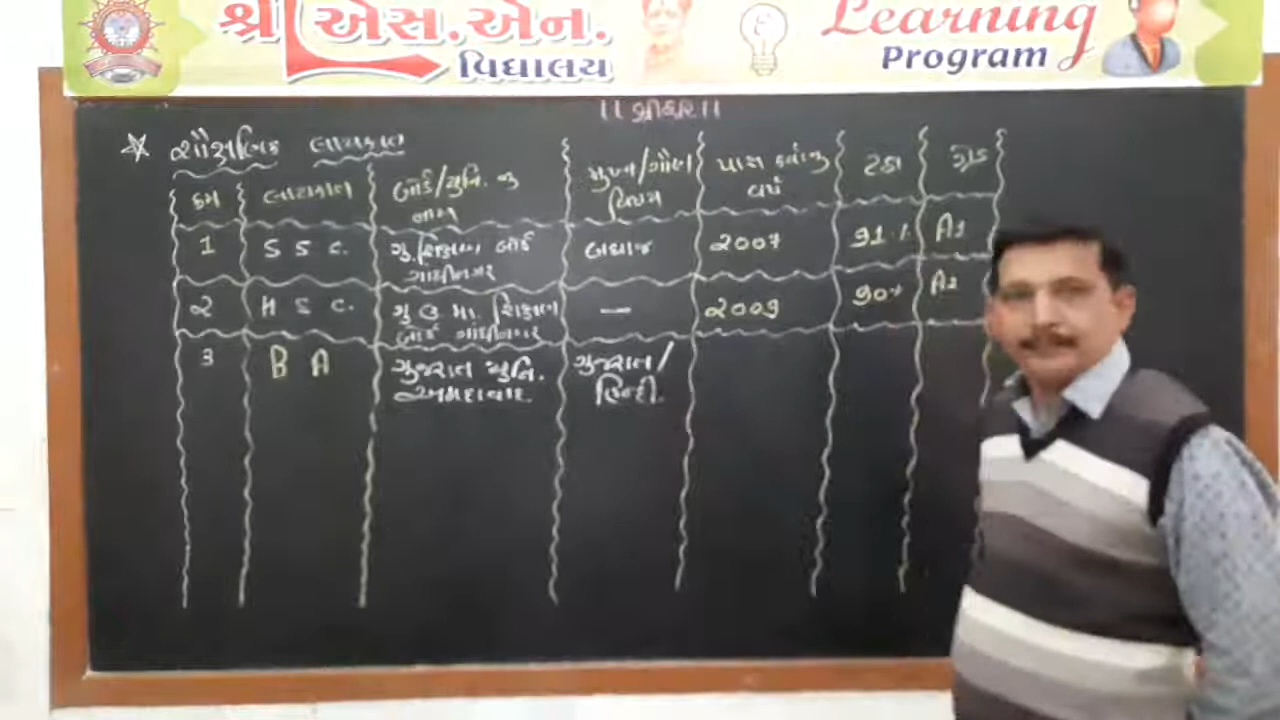 શ્રી એસ.એન.
વિદ્યાલય
Learning
Program
।। શ્રીહરિ ।।
શૈક્ષણિક લાયકાત
ક્રમ લાયકાત બોર્ડ/યુનિ. નુ નામ મુખ્ય/ગૌણ વિષય પાસ કર્યાનુ વર્ષ ટકા ગ્રેડ
1 S S C. ગુ. શિક્ષણ બોર્ડ ગાંધીનગર બધાજ 2007 91 % A1
2 H S C. ગુ ઉ મા. શિક્ષણ બોર્ડ ગાંધીનગર — 2009 90%
3 B A ગુજરાત યુનિ. અમદાવાદ. ગુજરાત/ હિન્દી.